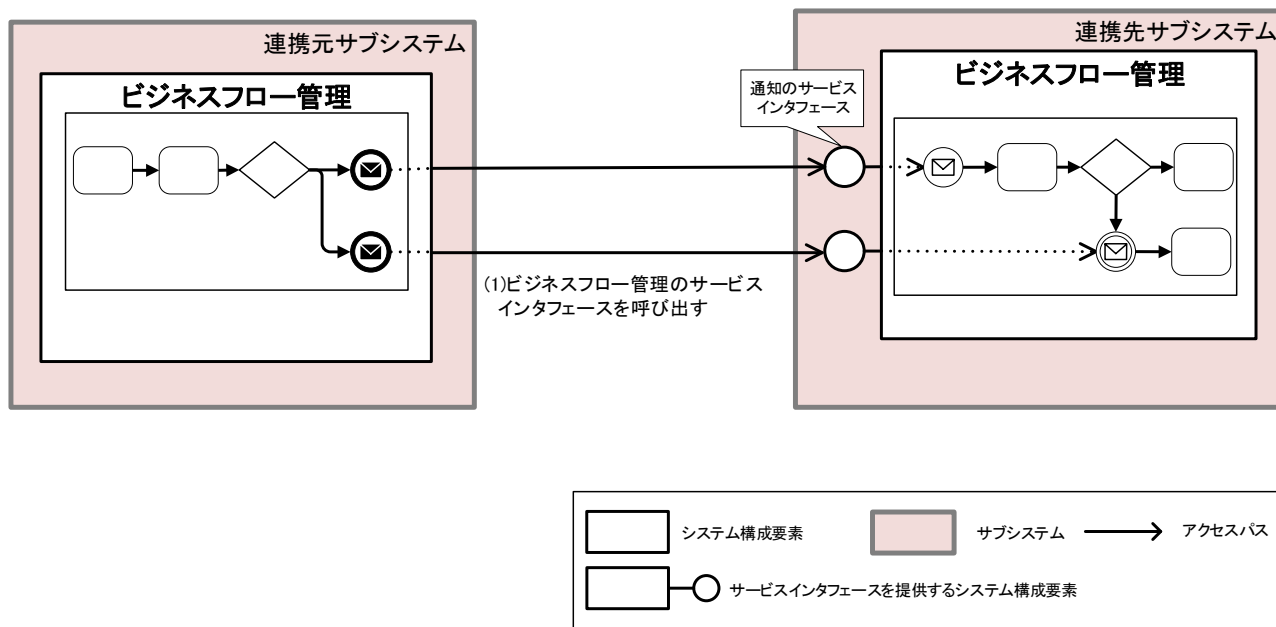 連携元サブシステム
ビジネスフロー管理
連携先サブシステム
ビジネスフロー管理
通知のサービス
インタフェース
(1)ビジネスフロー管理のサービス
インタフェースを呼び出す
システム構成要素
サブシステム
アクセスパス
サービスインタフェースを提供するシステム構成要素